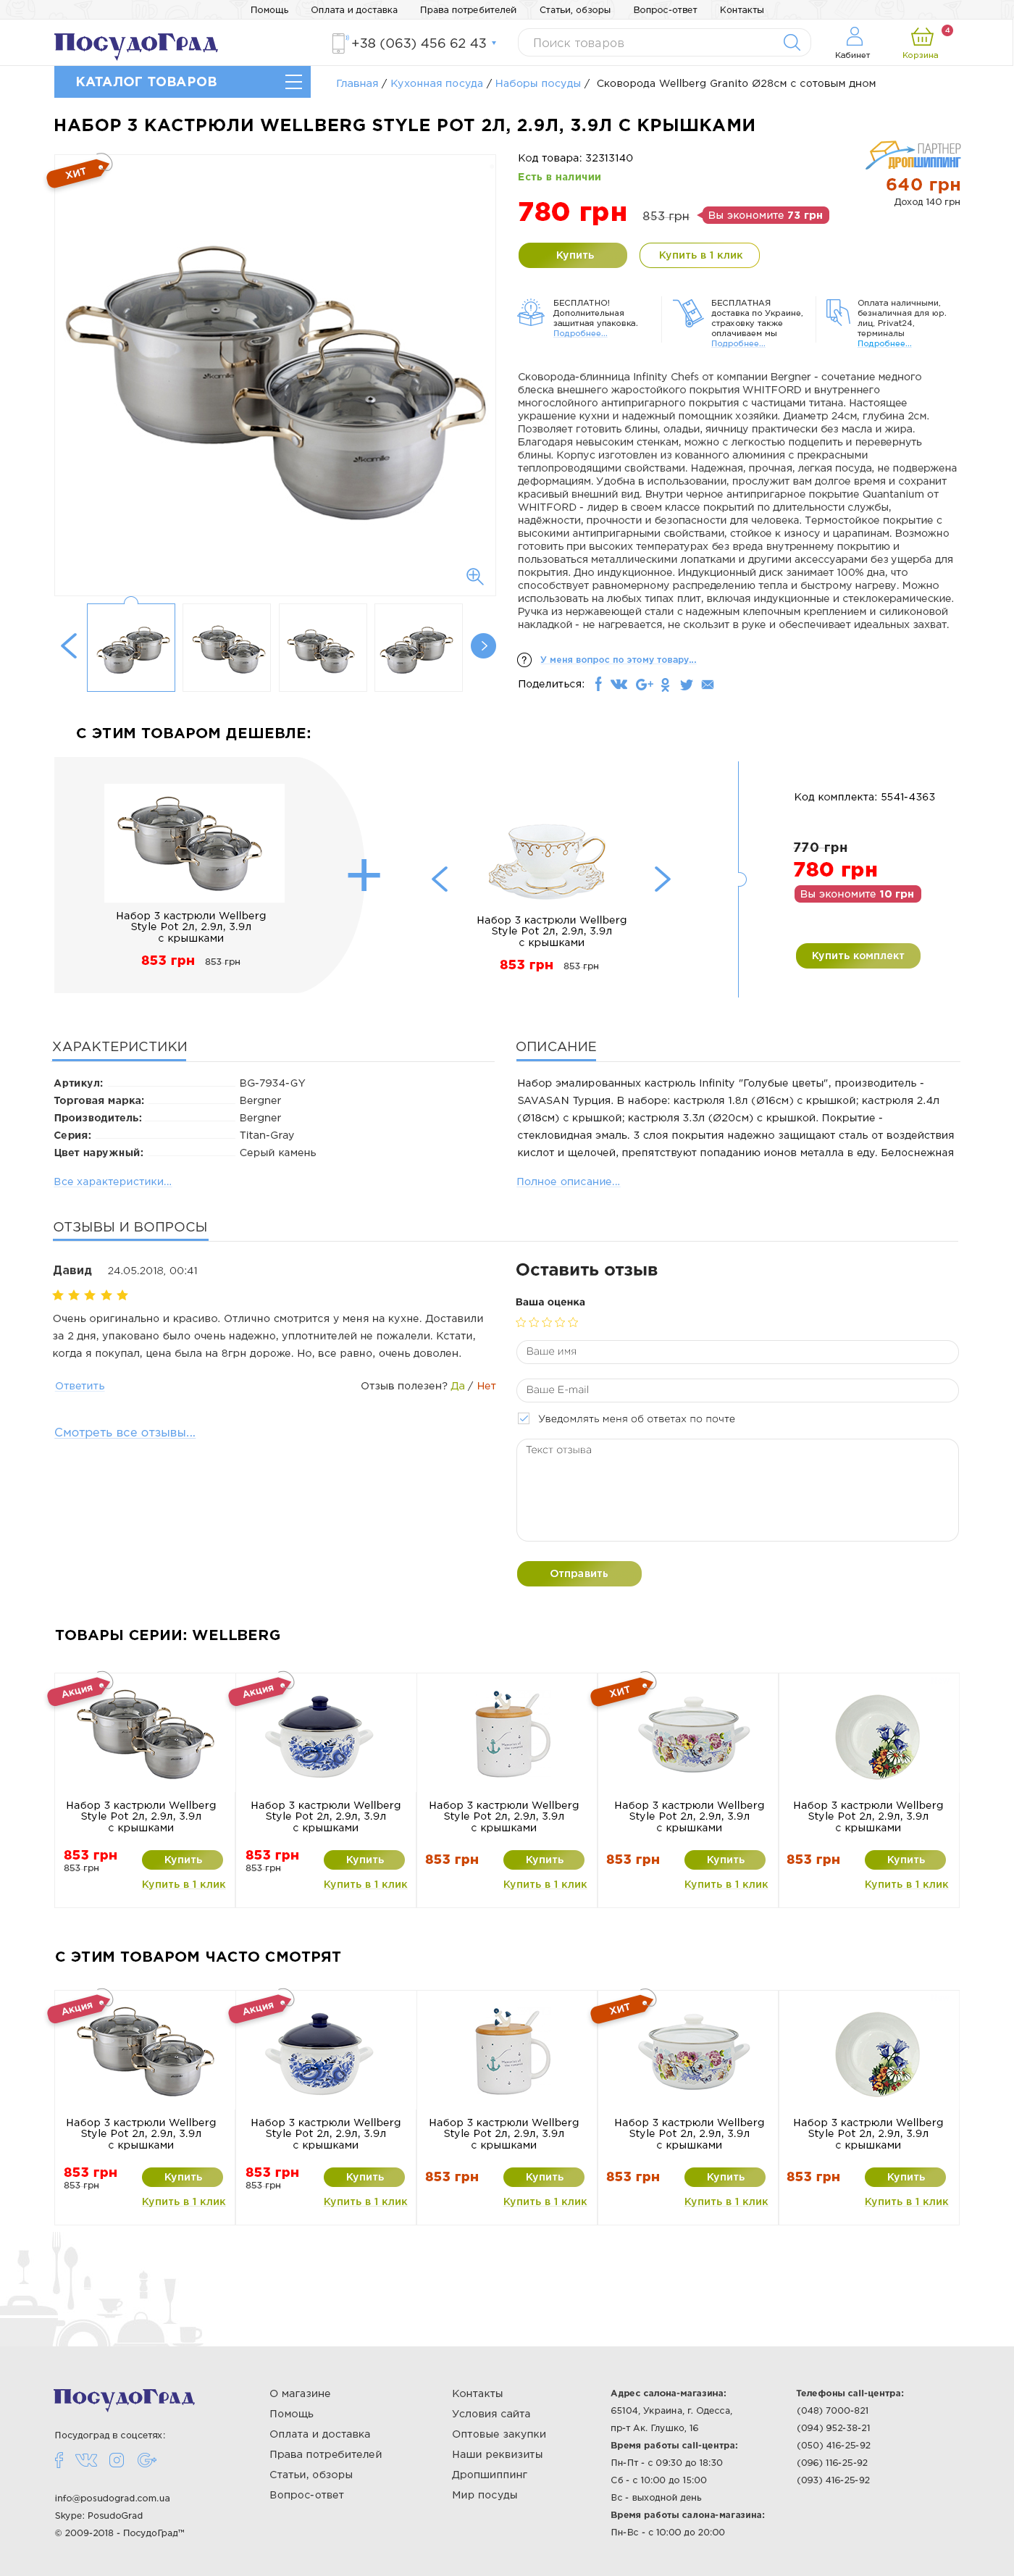 Помощь Оплата и доставка Права потребителей Статьи, обзоры Вопрос-ответ Контакты
ПосудоГрад
+38 (063) 456 62 43
Поиск товаров
Кабинет
Корзина
4
КАТАЛОГ ТОВАРОВ
Главная / Кухонная посуда / Наборы посуды / Сковорода Wellberg Granito Ø28см с сотовым дном
НАБОР 3 КАСТРЮЛИ WELLBERG STYLE POT 2Л, 2.9Л, 3.9Л С КРЫШКАМИ
ХИТ
Код товара: 32313140
Есть в наличии
780 грн 853 грн Вы экономите 73 грн
ПАРТНЕР
ДРОПШИППИНГ
640 грн
Доход 140 грн
Купить Купить в 1 клик
БЕСПЛАТНО!
Дополнительная
защитная упаковка.
Подробнее...
БЕСПЛАТНАЯ
доставка по Украине,
страховку также
оплачиваем мы
Подробнее...
Оплата наличными,
безналичная для юр.
лиц, Privat24,
терминалы
Подробнее...
Сковорода-блинница Infinity Chefs от компании Bergner - сочетание медного
блеска внешнего жаростойкого покрытия WHITFORD и внутреннего
многослойного антипригарного покрытия с частицами титана. Настоящее
украшение кухни и надежный помощник хозяйки. Диаметр 24см, глубина 2см.
Позволяет готовить блины, оладьи, яичницу практически без масла и жира.
Благодаря невысоким стенкам, можно с легкостью подцепить и перевернуть
блины. Корпус изготовлен из кованного алюминия с прекрасными
теплопроводящими свойствами. Надежная, прочная, легкая посуда, не подвержена
деформациям. Удобна в использовании, прослужит вам долгое время и сохранит
красивый внешний вид. Внутри черное антипригарное покрытие Quantanium от
WHITFORD - лидер в своем классе покрытий по длительности службы,
надёжности, прочности и безопасности для человека. Термостойкое покрытие с
высокими антипригарными свойствами, стойкое к износу и царапинам. Возможно
готовить при высоких температурах без вреда внутреннему покрытию и
пользоваться металлическими лопатками и другими аксессуарами без ущерба для
покрытия. Дно индукционное. Индукционный диск занимает 100% дна, что
способствует равномерному распределению тепла и быстрому нагреву. Можно
использовать на любых типах плит, включая индукционные и стеклокерамические.
Ручка из нержавеющей стали с надежным клепочным креплением и силиконовой
накладкой - не нагревается, не скользит в руке и обеспечивает идеальных захват.
У меня вопрос по этому товару...
Поделиться:
С ЭТИМ ТОВАРОМ ДЕШЕВЛЕ:
Набор 3 кастрюли Wellberg
Style Pot 2л, 2.9л, 3.9л
с крышками
853 грн 853 грн
+
Набор 3 кастрюли Wellberg
Style Pot 2л, 2.9л, 3.9л
с крышками
853 грн 853 грн
Код комплекта: 5541-4363
770 грн
780 грн
Вы экономите 10 грн
Купить комплект
ХАРАКТЕРИСТИКИ
Артикул: BG-7934-GY
Торговая марка: Bergner
Производитель: Bergner
Серия: Titan-Gray
Цвет наружный: Серый камень
Все характеристики...
ОПИСАНИЕ
Набор эмалированных кастрюль Infinity "Голубые цветы", производитель -
SAVASAN Турция. В наборе: кастрюля 1.8л (Ø16см) с крышкой; кастрюля 2.4л
(Ø18см) с крышкой; кастрюля 3.3л (Ø20см) с крышкой. Покрытие -
стекловидная эмаль. 3 слоя покрытия надежно защищают сталь от воздействия
кислот и щелочей, препятствуют попаданию ионов металла в еду. Белоснежная
Полное описание...
ОТЗЫВЫ И ВОПРОСЫ
Давид 24.05.2018, 00:41
Очень оригинально и красиво. Отлично смотрится у меня на кухне. Доставили
за 2 дня, упаковано было очень надежно, уплотнителей не пожалели. Кстати,
когда я покупал, цена была на 8грн дороже. Но, все равно, очень доволен.
Ответить Отзыв полезен? Да / Нет
Смотреть все отзывы...
Оставить отзыв
Ваша оценка
Ваше имя
Ваше E-mail
Уведомлять меня об ответах по почте
Текст отзыва
Отправить
ТОВАРЫ СЕРИИ: WELLBERG
Акция
Набор 3 кастрюли Wellberg
Style Pot 2л, 2.9л, 3.9л
с крышками
853 грн
853 грн
Купить
Купить в 1 клик
Акция
Набор 3 кастрюли Wellberg
Style Pot 2л, 2.9л, 3.9л
с крышками
853 грн
853 грн
Купить
Купить в 1 клик
Набор 3 кастрюли Wellberg
Style Pot 2л, 2.9л, 3.9л
с крышками
853 грн
Купить
Купить в 1 клик
ХИТ
Набор 3 кастрюли Wellberg
Style Pot 2л, 2.9л, 3.9л
с крышками
853 грн
Купить
Купить в 1 клик
Набор 3 кастрюли Wellberg
Style Pot 2л, 2.9л, 3.9л
с крышками
853 грн
Купить
Купить в 1 клик
С ЭТИМ ТОВАРОМ ЧАСТО СМОТРЯТ
Акция
Набор 3 кастрюли Wellberg
Style Pot 2л, 2.9л, 3.9л
с крышками
853 грн
853 грн
Купить
Купить в 1 клик
Акция
Набор 3 кастрюли Wellberg
Style Pot 2л, 2.9л, 3.9л
с крышками
853 грн
853 грн
Купить
Купить в 1 клик
Набор 3 кастрюли Wellberg
Style Pot 2л, 2.9л, 3.9л
с крышками
853 грн
Купить
Купить в 1 клик
ХИТ
Набор 3 кастрюли Wellberg
Style Pot 2л, 2.9л, 3.9л
с крышками
853 грн
Купить
Купить в 1 клик
Набор 3 кастрюли Wellberg
Style Pot 2л, 2.9л, 3.9л
с крышками
853 грн
Купить
Купить в 1 клик
ПосудоГрад
Посудоград в соцсетях:
info@posudograd.com.ua
Skype: PosudoGrad
© 2009-2018 - ПосудоГрад™
О магазине
Помощь
Оплата и доставка
Права потребителей
Статьи, обзоры
Вопрос-ответ
Контакты
Условия сайта
Оптовые закупки
Наши реквизиты
Дропшиппинг
Мир посуды
Адрес салона-магазина:
65104, Украина, г. Одесса,
пр-т Ак. Глушко, 16
Время работы call-центра:
Пн-Пт - с 09:30 до 18:30
Сб - с 10:00 до 15:00
Вс - выходной день
Время работы салона-магазина:
Пн-Вс - с 10:00 до 20:00
Телефоны call-центра:
(048) 7000-821
(094) 952-38-21
(050) 416-25-92
(096) 116-25-92
(093) 416-25-92